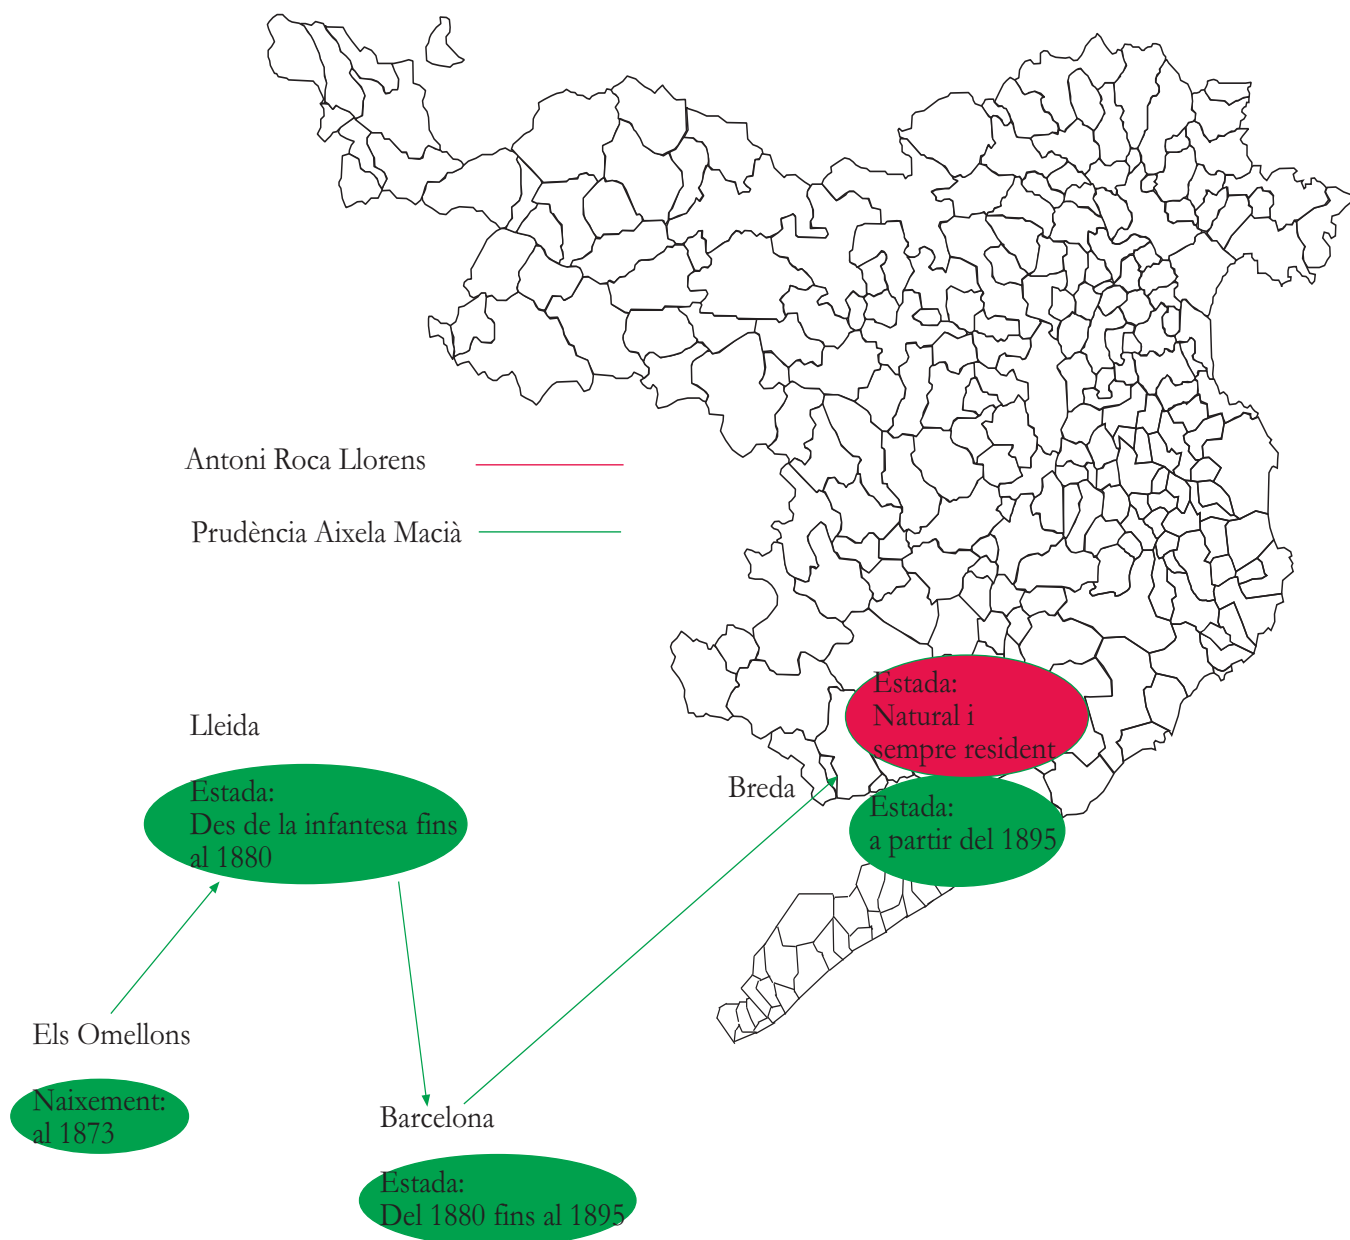 Antoni Roca Llorens
Prudència Aixela Macià
Estada:
Natural i
sempre resident
Lleida
Breda
Estada:
Des de la infantesa fins
al 1880
Estada:
a partir del 1895
Els Omellons
Naixement:
al 1873
Barcelona
Estada:
Del 1880 fins al 1895